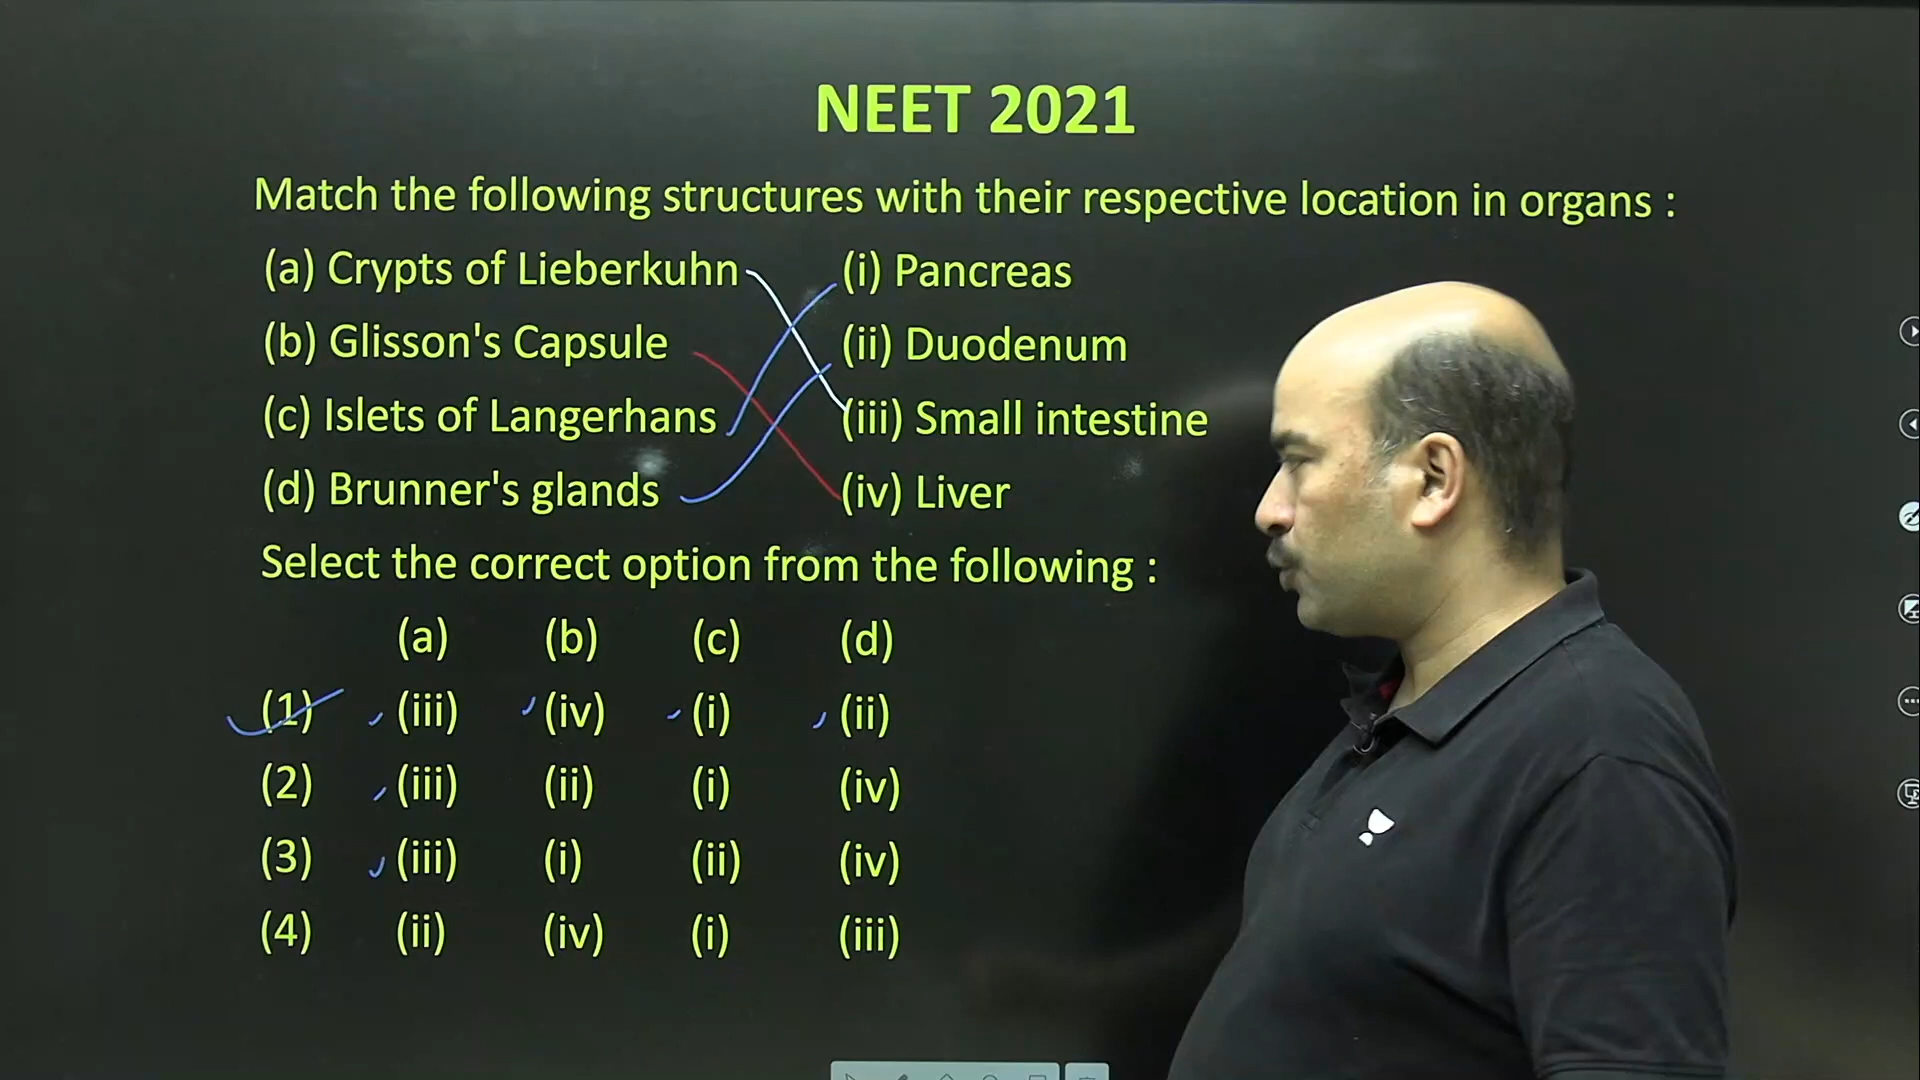 NEET 2021
Match the following structures with their respective location in organs :
(a) Crypts of Lieberkuhn (i) Pancreas
(b) Glisson's Capsule (ii) Duodenum
(c) Islets of Langerhans (iii) Small intestine
(d) Brunner's glands (iv) Liver
Select the correct option from the following :
(a) (b) (c) (d)
(1) (iii) (iv) (i) (ii)
(2) (iii) (ii) (i) (iv)
(3) (iii) (i) (ii) (iv)
(4) (ii) (iv) (i) (iii)